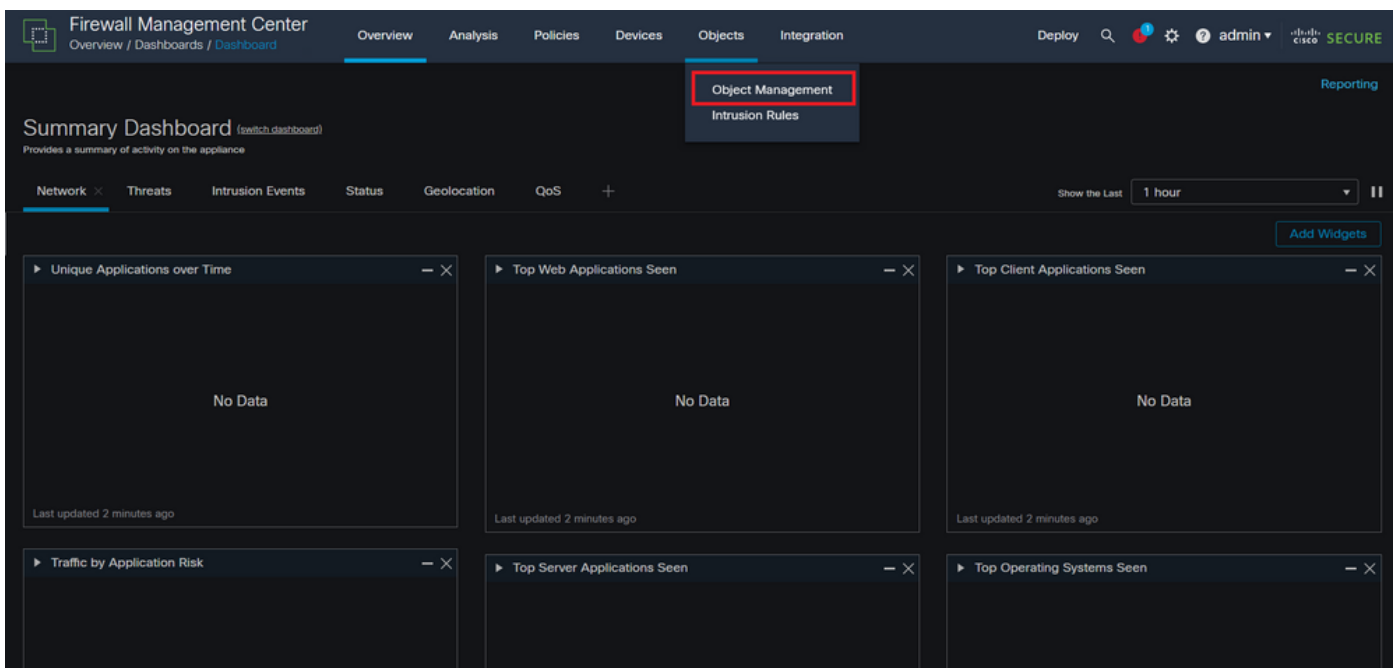 Firewall Management Center
Overview / Dashboards / Dashboard
Overview Analysis Policies Devices Objects Integration
Deploy 1 ? admin cisco SECURE
Object Management
Intrusion Rules
Reporting
Summary Dashboard (switch dashboard)
Provides a summary of activity on the appliance
Network Threats Intrusion Events Status Geolocation QoS +
Show the Last 1 hour
Add Widgets
Unique Applications over Time
No Data
Last updated 2 minutes ago
Top Web Applications Seen
No Data
Last updated 2 minutes ago
Top Client Applications Seen
No Data
Last updated 2 minutes ago
Traffic by Application Risk
Top Server Applications Seen
Top Operating Systems Seen